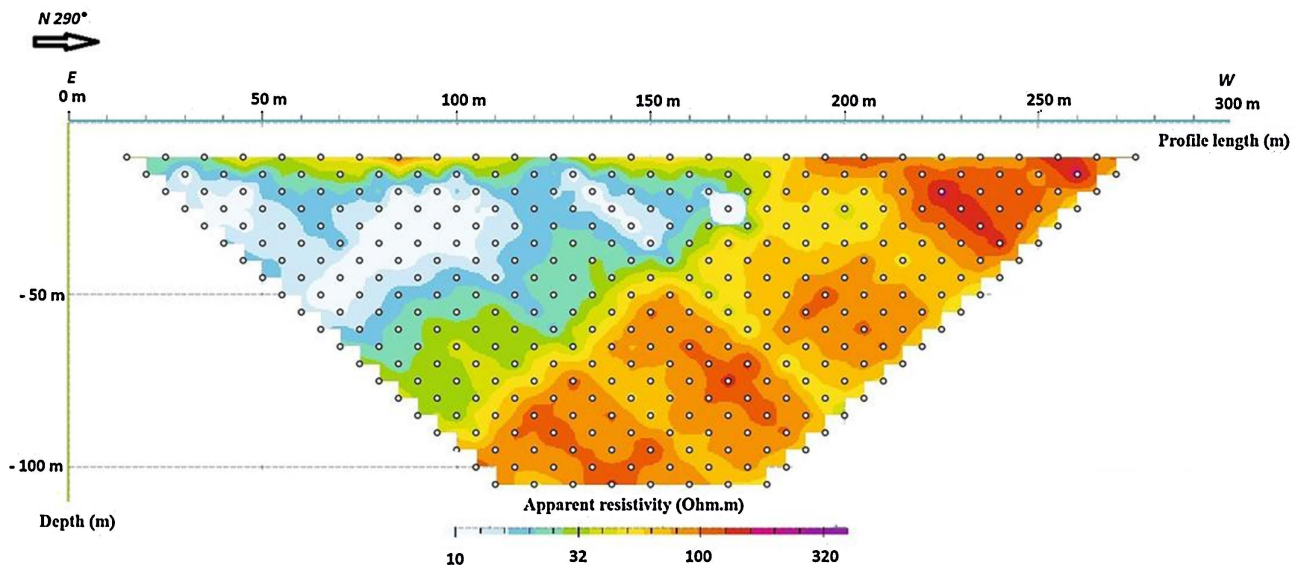 N 290°
E
W
0 m
50 m
100 m
150 m
200 m
250 m
300 m
Profile length (m)
- 50 m
- 100 m
Depth (m)
Apparent resistivity (Ohm.m)
10
32
100
320